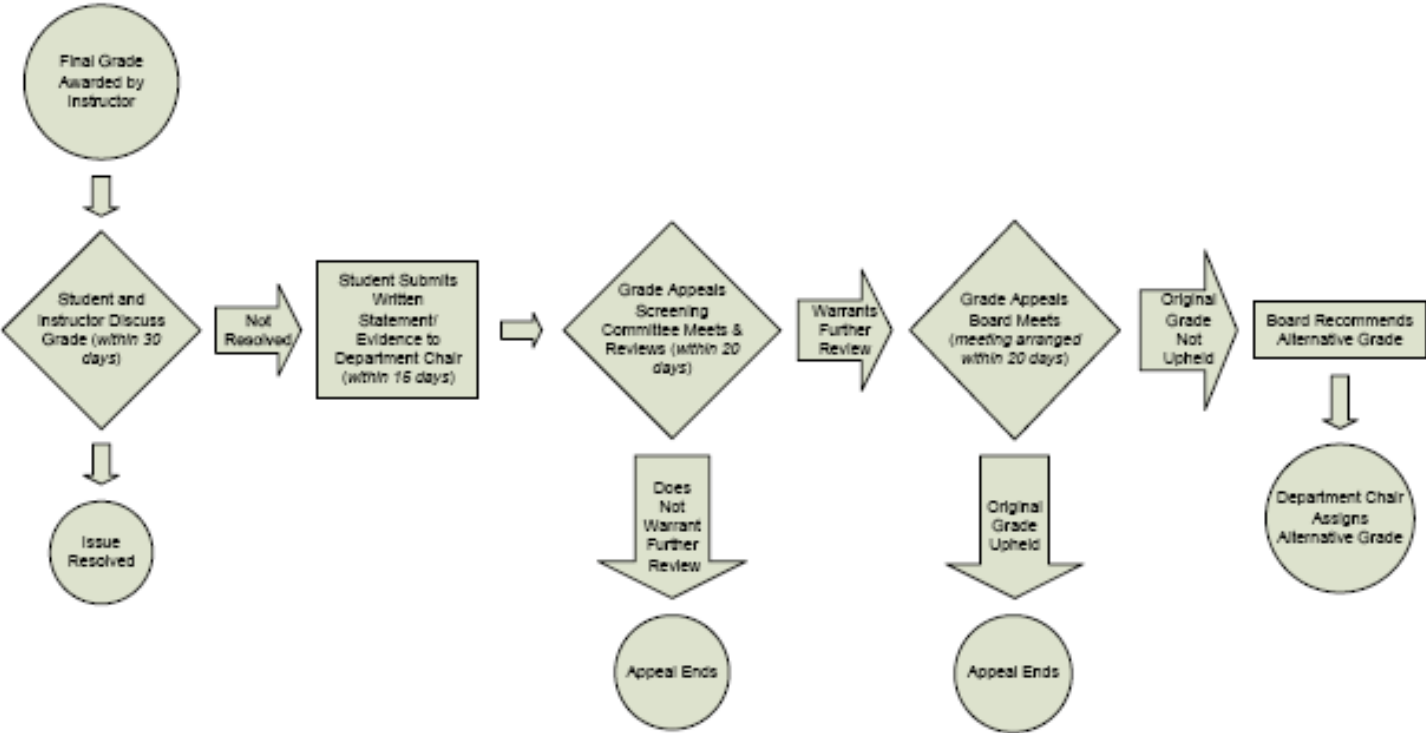 Final Grade
Awarded by
Instructor
Student and
Instructor Discuss
Grade (within 30
days)
Not
Resolved
Issue
Resolved
Student Submits
Written
Statement/
Evidence to
Department Chair
(within 15 days)
Grade Appeals
Screening
Committee Meets &
Reviews (within 20
days)
Warrants
Further
Review
Does
Not
Warrant
Further
Review
Appeal Ends
Grade Appeals
Board Meets
(meeting arranged
within 20 days)
Original
Grade
Not
Upheld
Original
Grade
Upheld
Appeal Ends
Board Recommends
Alternative Grade
Department Chair
Assigns
Alternative Grade